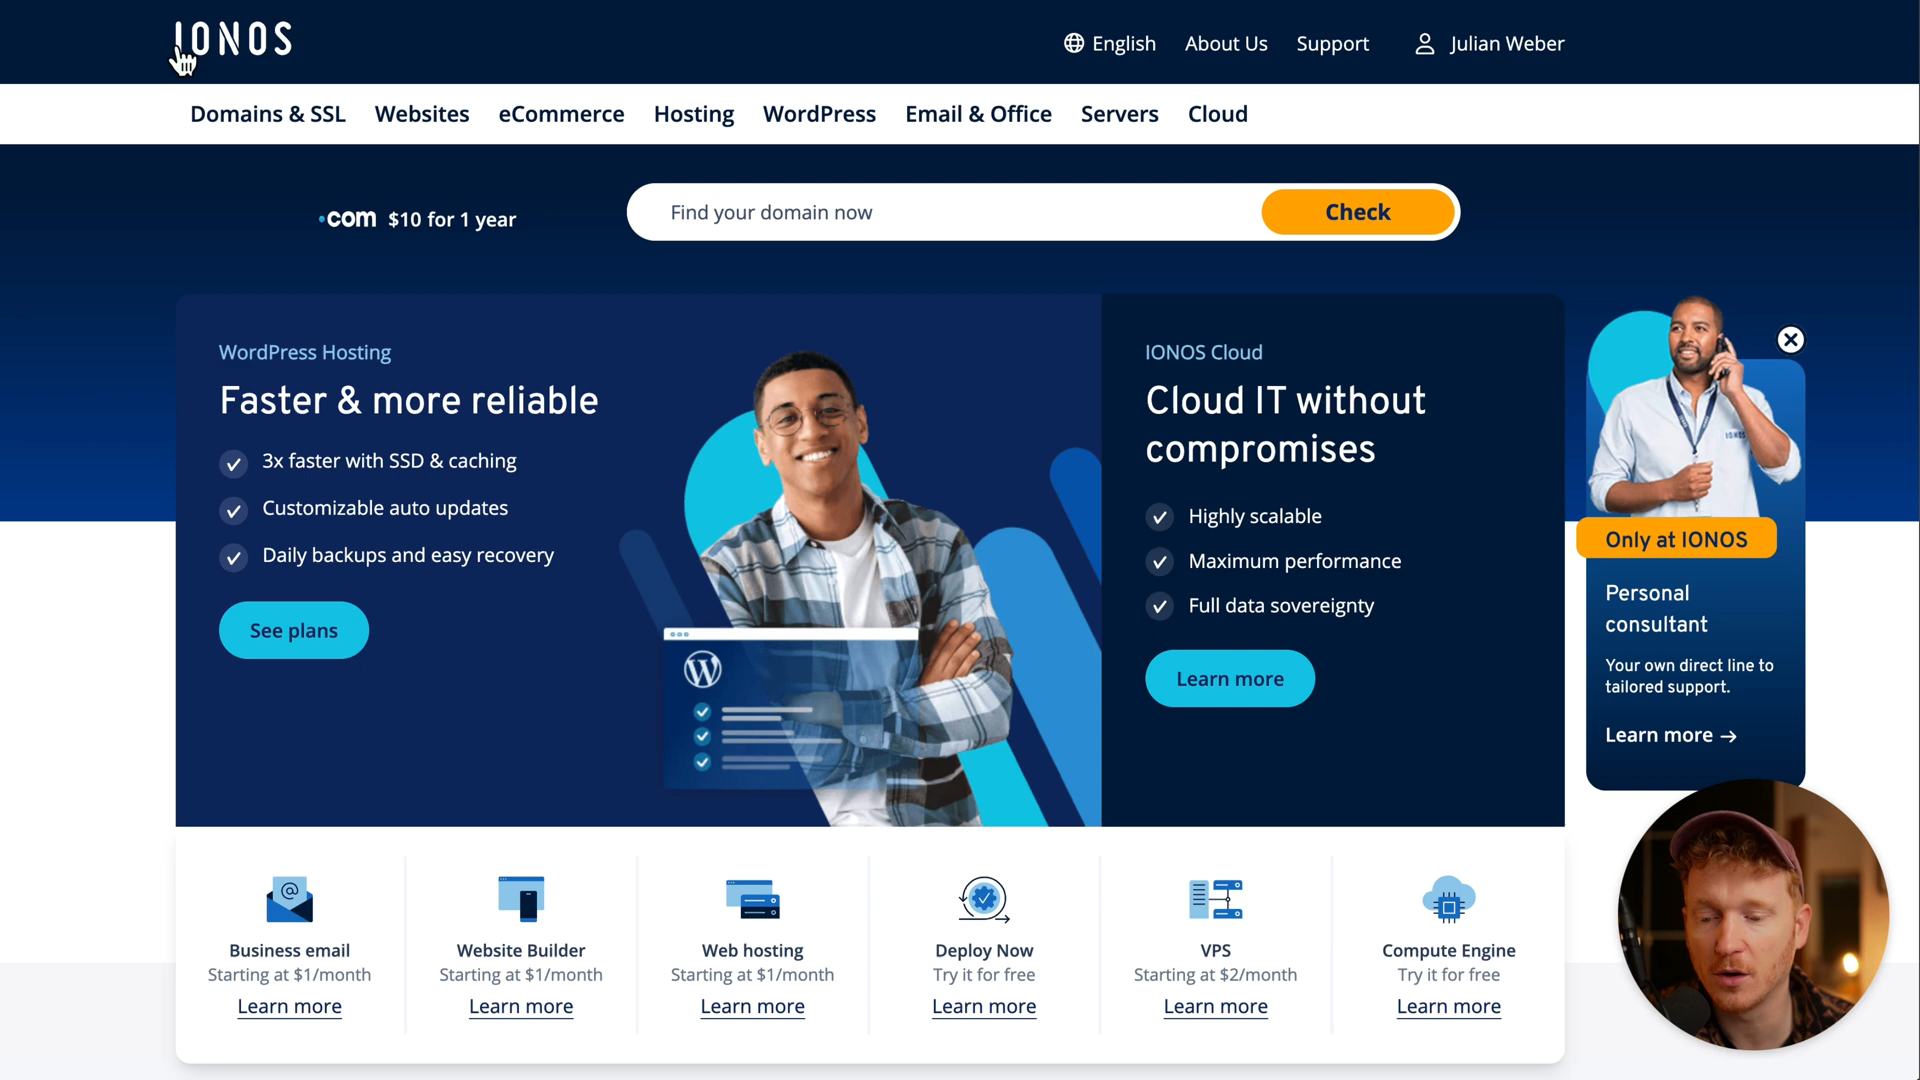 IONOS
English
About Us
Support
Julian Weber
Domains & SSL
Websites
eCommerce
Hosting
WordPress
Email & Office
Servers
Cloud
.com $10 for 1 year
Find your domain now
Check
WordPress Hosting
Faster & more reliable
3x faster with SSD & caching
Customizable auto updates
Daily backups and easy recovery
See plans
IONOS Cloud
Cloud IT without
compromises
Highly scalable
Maximum performance
Full data sovereignty
Learn more
IONOS
Only at IONOS
Personal
consultant
Your own direct line to
tailored support.
Learn more →
Business email
Starting at $1/month
Learn more
Website Builder
Starting at $1/month
Learn more
Web hosting
Starting at $1/month
Learn more
Deploy Now
Try it for free
Learn more
VPS
Starting at $2/month
Learn more
Compute Engine
Try it for free
Learn more